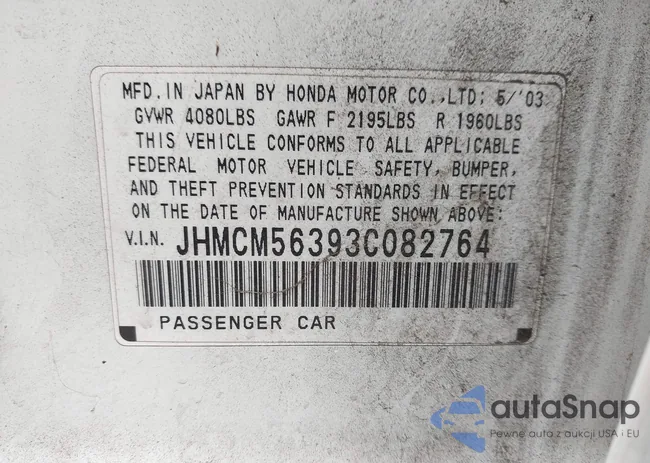 MFD. IN JAPAN BY HONDA MOTOR CO., LTD; 5/'03
GVWR 4080LBS GAWR F 2195LBS R 1960LBS
THIS VEHICLE CONFORMS TO ALL APPLICABLE
FEDERAL MOTOR VEHICLE SAFETY, BUMPER,
AND THEFT PREVENTION STANDARDS IN EFFECT
ON THE DATE OF MANUFACTURE SHOWN ABOVE:
V.I.N. JHMCM56393C082764
PASSENGER CAR
autaSnap
Pewne auta z aukcji USA i EU